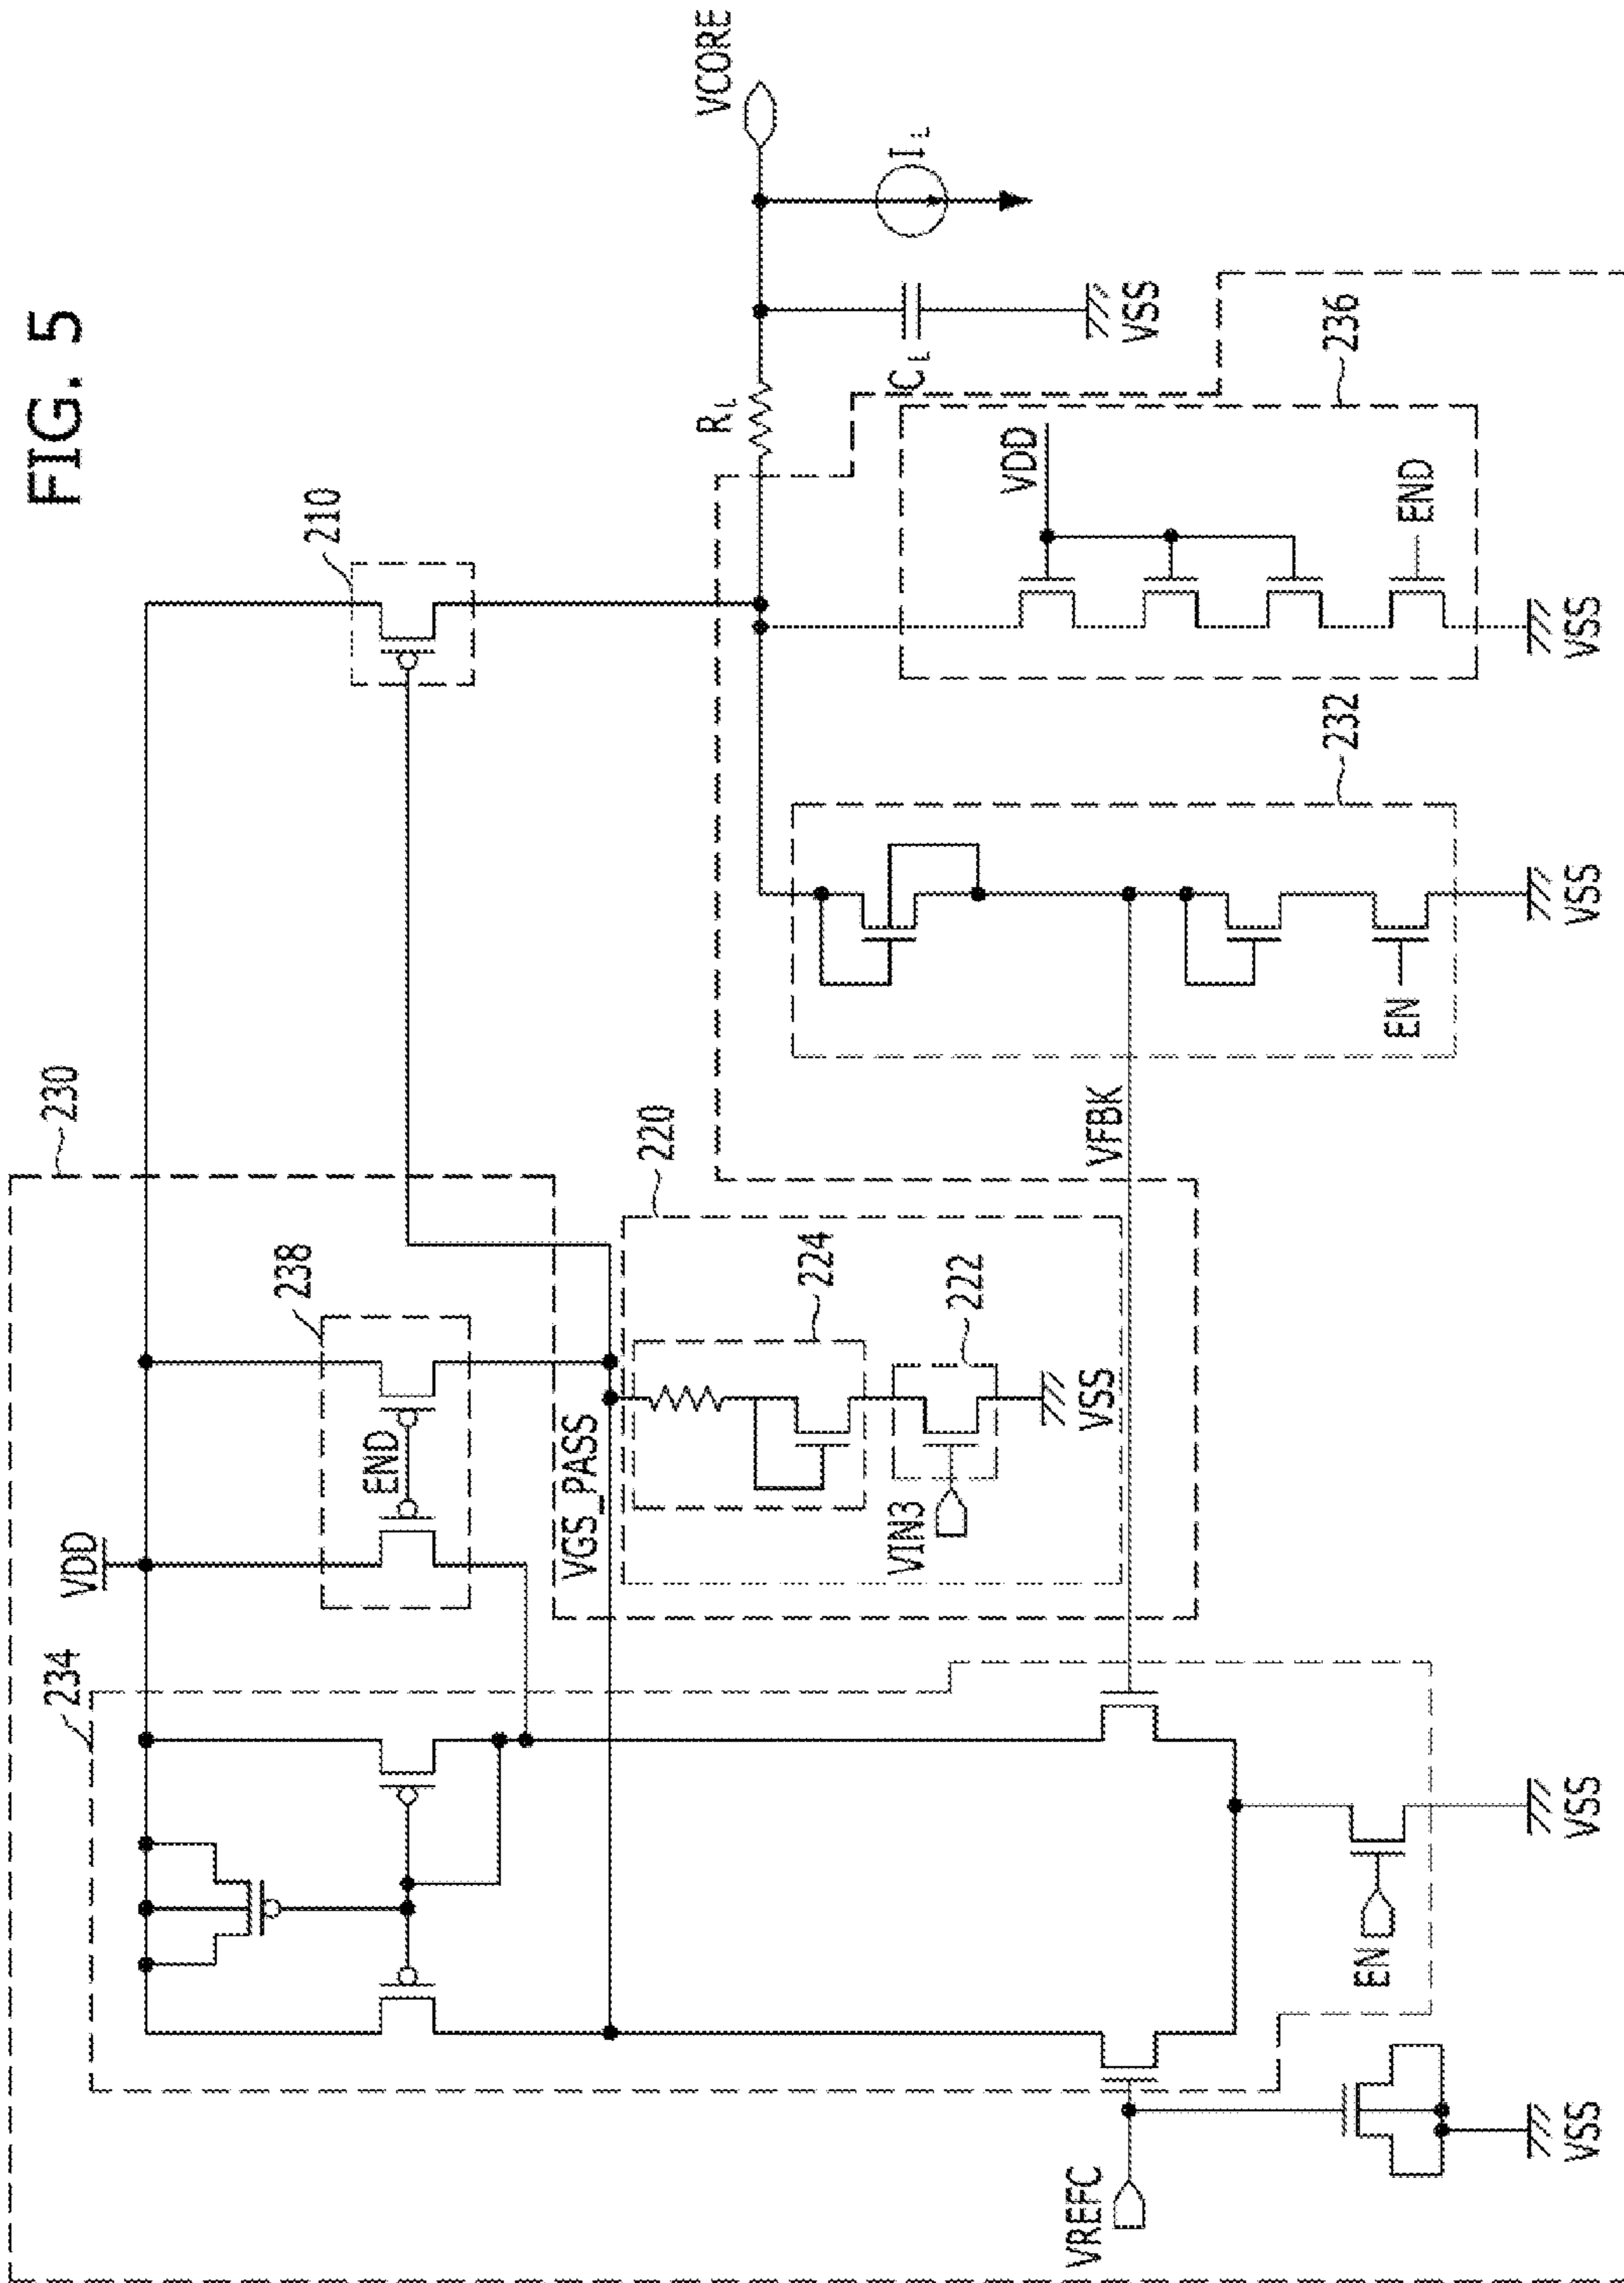 FIG. 5
230
234
VDD
238
END
210
VGS_PASS
220
224
222
VIN3
VSS
RL
VCORE
CL
IL
VSS
VFBK
232
EN
VSS
236
VDD
END
VSS
VREFC
VSS
EN
VSS